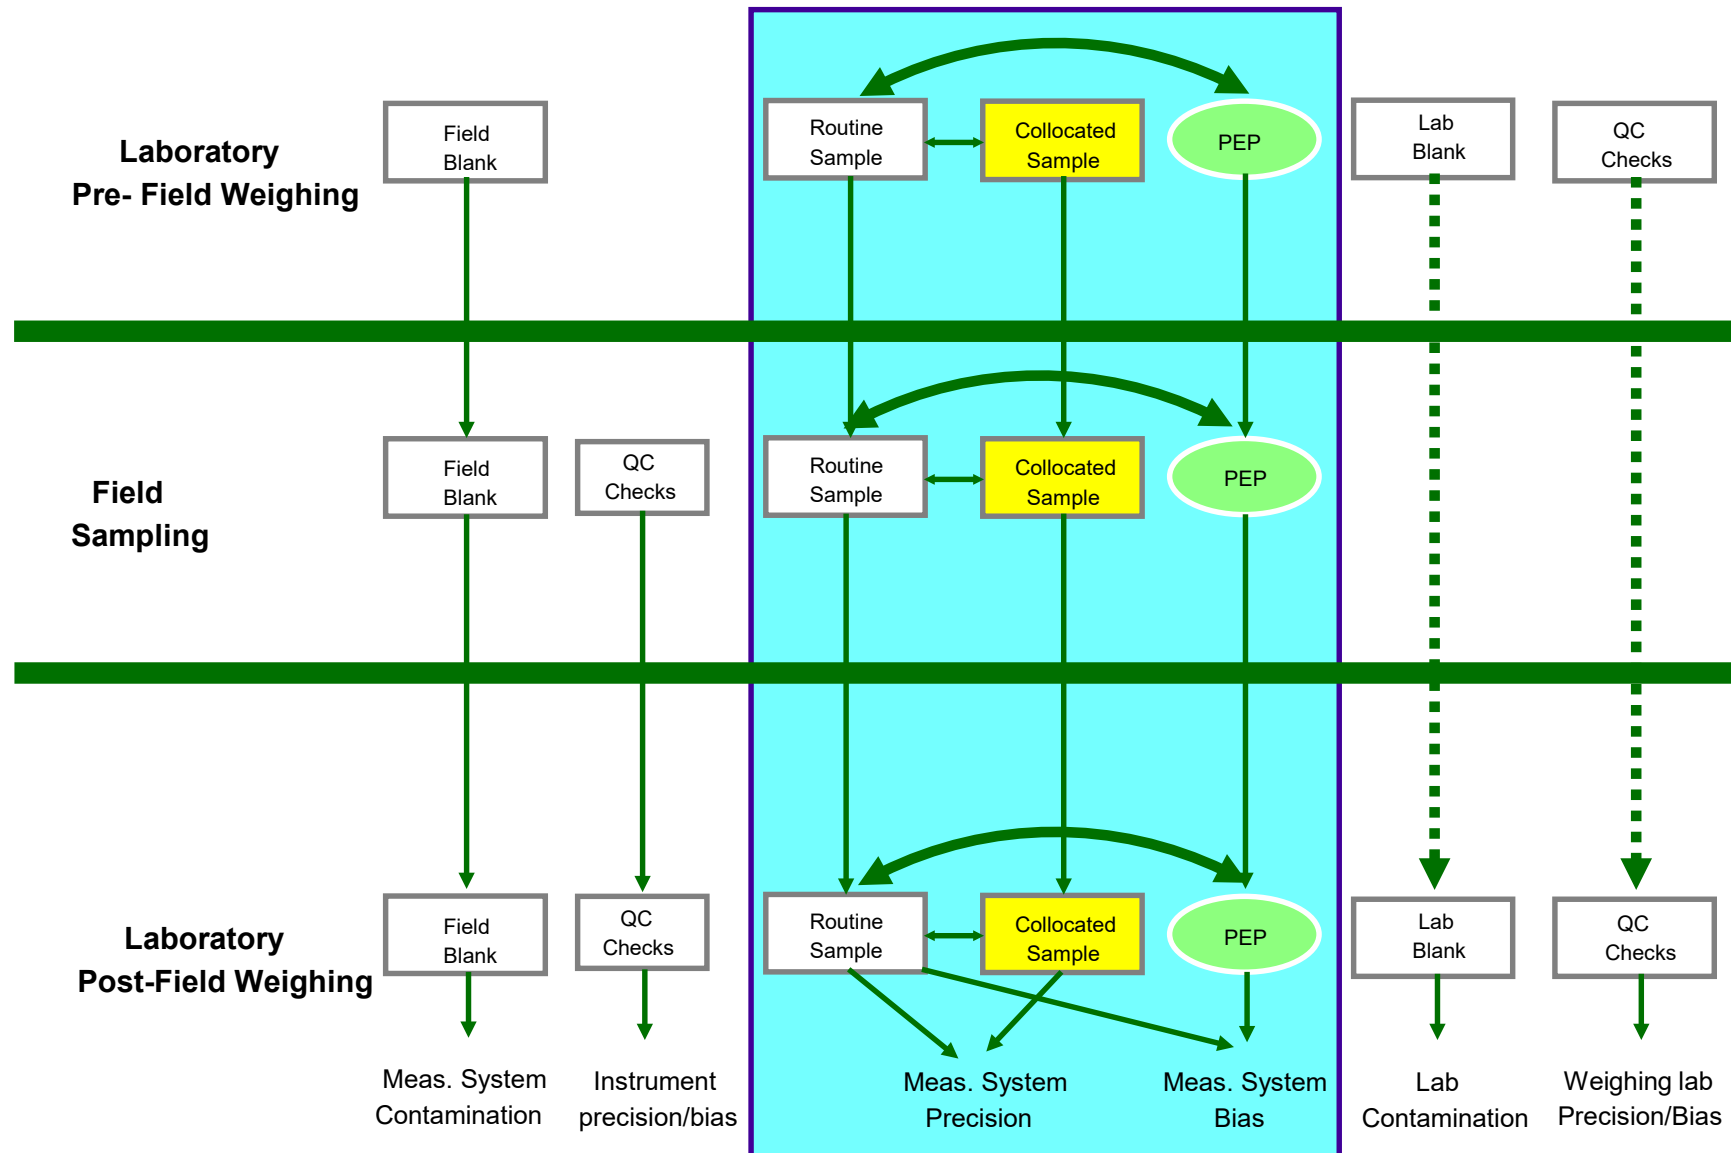 Laboratory
Pre- Field Weighing
Field
Blank
Routine
Sample
Collocated
Sample
PEP
Lab
Blank
QC
Checks
Field
Sampling
Field
Blank
QC
Checks
Routine
Sample
Collocated
Sample
PEP
Laboratory
Post-Field Weighing
Field
Blank
QC
Checks
Routine
Sample
Collocated
Sample
PEP
Lab
Blank
QC
Checks
Meas. System
Contamination
Instrument
precision/bias
Meas. System
Precision
Meas. System
Bias
Lab
Contamination
Weighing lab
Precision/Bias